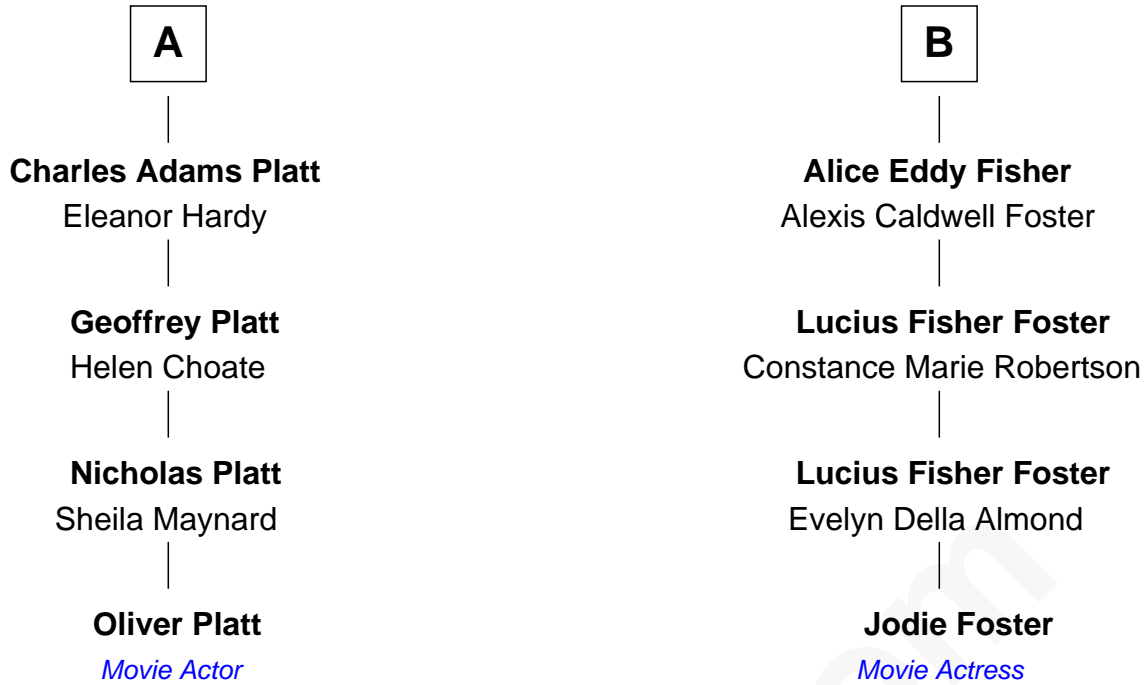 A
Charles Adams Platt
Eleanor Hardy
Geoffrey Platt
Helen Choate
Nicholas Platt
Sheila Maynard
Oliver Platt
Movie Actor
B
Alice Eddy Fisher
Alexis Caldwell Foster
Lucius Fisher Foster
Constance Marie Robertson
Lucius Fisher Foster
Evelyn Della Almond
Jodie Foster
Movie Actress